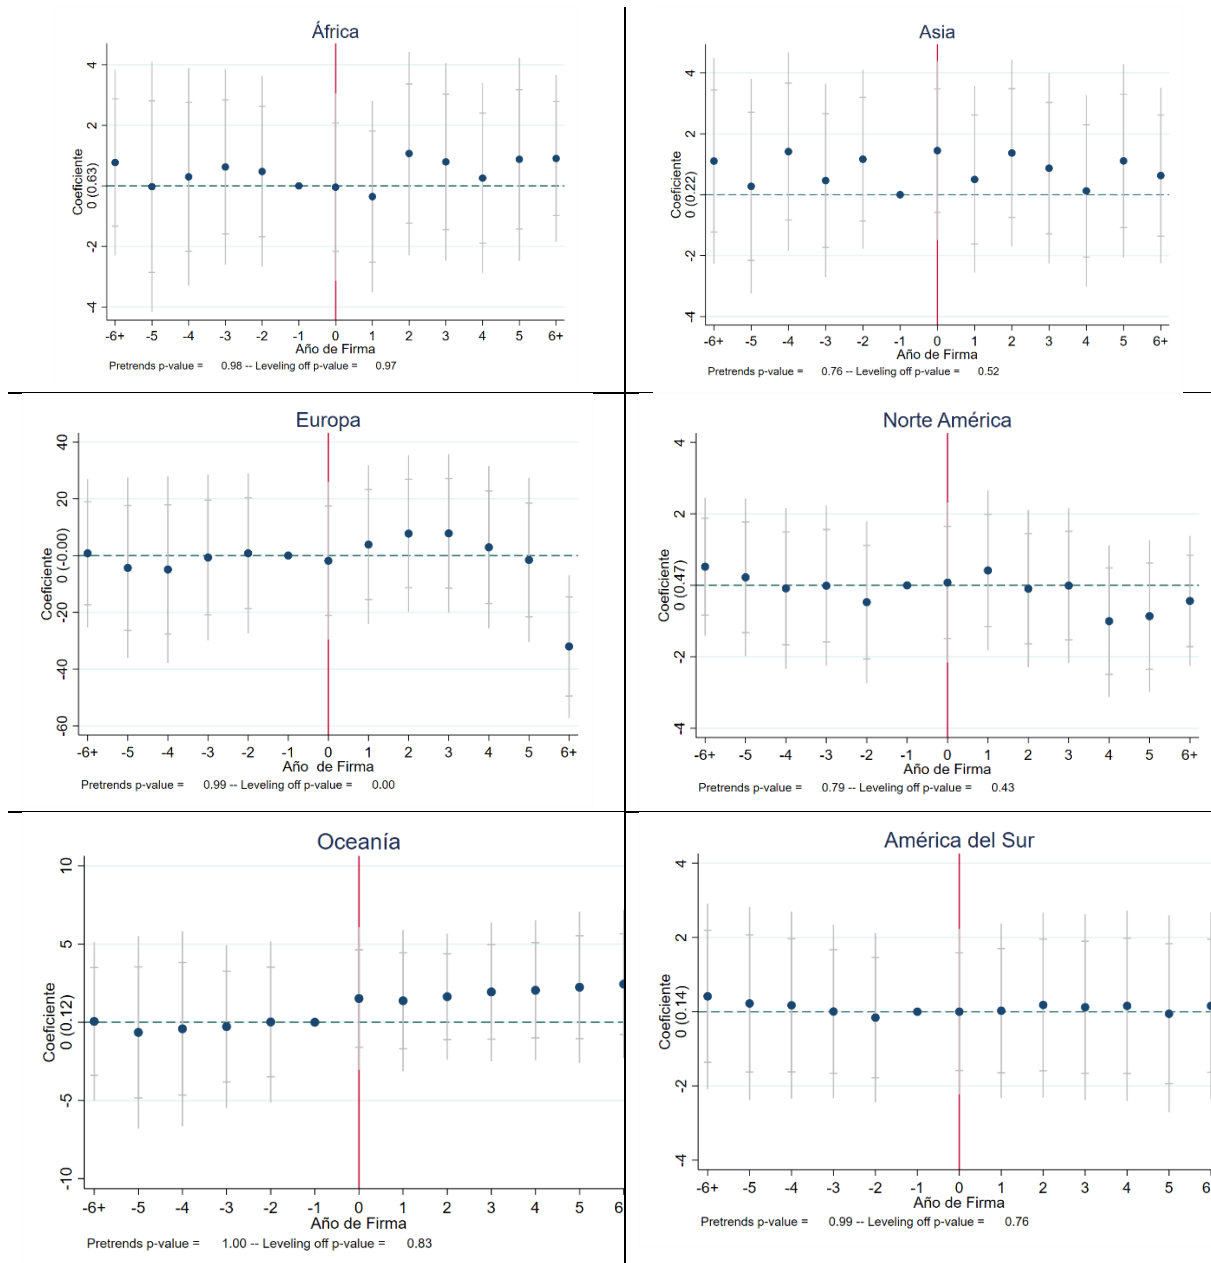 África
4
2
0 (0.63)
-2
-4
Coeficiente
-6+ -5 -4 -3 -2 -1 0 1 2 3 4 5 6+
Año de Firma
Pretrends p-value = 0.98 -- Leveling off p-value = 0.97
Asia
4
2
0 (0.22)
-2
-4
Coeficiente
-6+ -5 -4 -3 -2 -1 0 1 2 3 4 5 6+
Año de Firma
Pretrends p-value = 0.76 -- Leveling off p-value = 0.52
Europa
40
20
0 (-0.00)
-20
-40
-60
Coeficiente
-6+ -5 -4 -3 -2 -1 0 1 2 3 4 5 6+
Año de Firma
Pretrends p-value = 0.99 -- Leveling off p-value = 0.00
Norte América
4
2
0 (0.47)
-2
-4
Coeficiente
-6+ -5 -4 -3 -2 -1 0 1 2 3 4 5 6+
Año de Firma
Pretrends p-value = 0.79 -- Leveling off p-value = 0.43
Oceanía
10
5
0 (0.12)
-5
-10
Coeficiente
-6+ -5 -4 -3 -2 -1 0 1 2 3 4 5 6
Año de Firma
Pretrends p-value = 1.00 -- Leveling off p-value = 0.83
América del Sur
4
2
0 (0.14)
-2
-4
Coeficiente
-6+ -5 -4 -3 -2 -1 0 1 2 3 4 5 6
Año de Firma
Pretrends p-value = 0.99 -- Leveling off p-value = 0.76